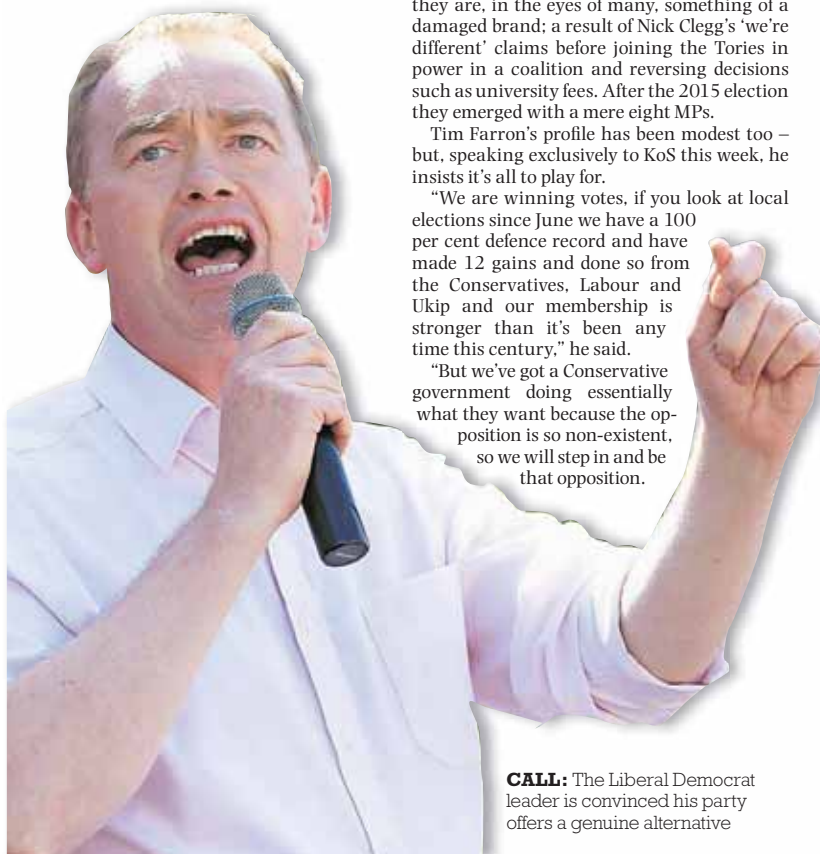 they are, in the eyes of many, something of a
damaged brand; a result of Nick Clegg's ‘we're
different’ claims before joining the Tories in
power in a coalition and reversing decisions
such as university fees. After the 2015 election
they emerged with a mere eight MPs.
Tim Farron's profile has been modest too –
but, speaking exclusively to KoS this week, he
insists it's all to play for.
“We are winning votes, if you look at local
elections since June we have a 100
per cent defence record and have
made 12 gains and done so from
the Conservatives, Labour and
Ukip and our membership is
stronger than it's been any
time this century,” he said.
“But we've got a Conservative
government doing essentially
what they want because the op-
position is so non-existent,
so we will step in and be
that opposition.
CALL: The Liberal Democrat
leader is convinced his party
offers a genuine alternative